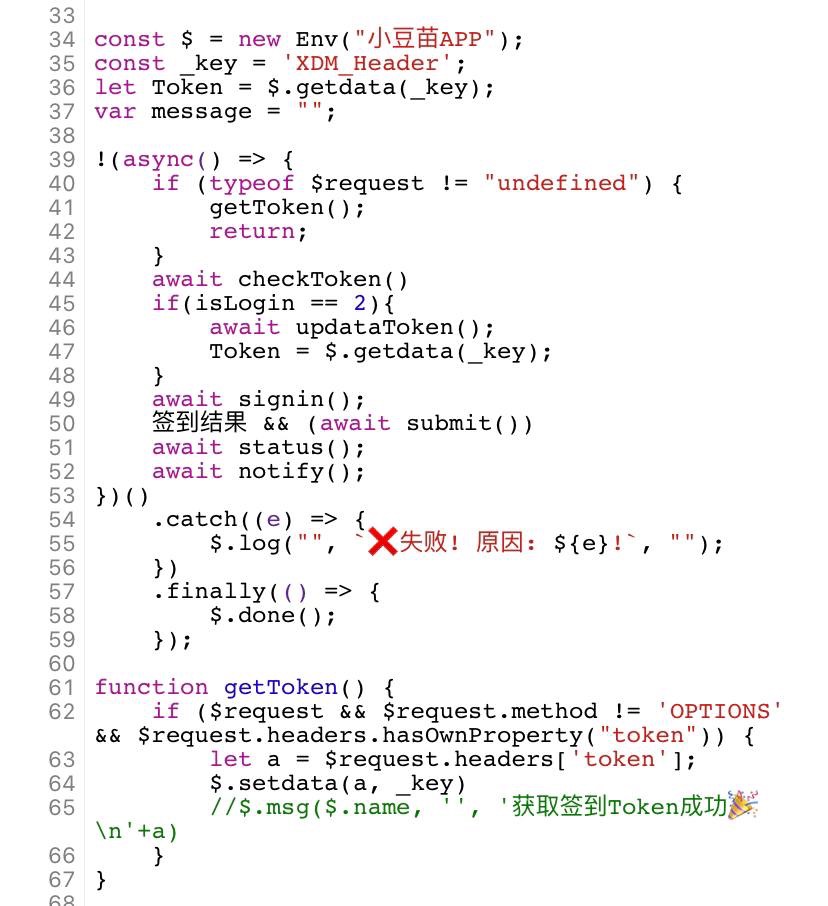 33
34 const $ = new Env("小豆苗APP");
35 const _key = 'XDM_Header';
36 let Token = $.getdata(_key);
37 var message = "";
38
39 !(async() => {
40     if (typeof $request != "undefined") {
41         getToken();
42         return;
43     }
44     await checkToken()
45     if(isLogin == 2){
46         await updataToken();
47         Token = $.getdata(_key);
48     }
49     await signin();
50     签到结果 && (await submit())
51     await status();
52     await notify();
53 })()
54     .catch((e) => {
55         $.log("", `❌失败! 原因: ${e}!`, "");
56     })
57     .finally(() => {
58         $.done();
59     });
60
61 function getToken() {
62     if ($request && $request.method != 'OPTIONS'
&& $request.headers.hasOwnProperty("token")) {
63         let a = $request.headers['token'];
64         $.setdata(a, _key)
65         //$.msg($.name, '', '获取签到Token成功🎉
\n'+a)
66     }
67 }
68